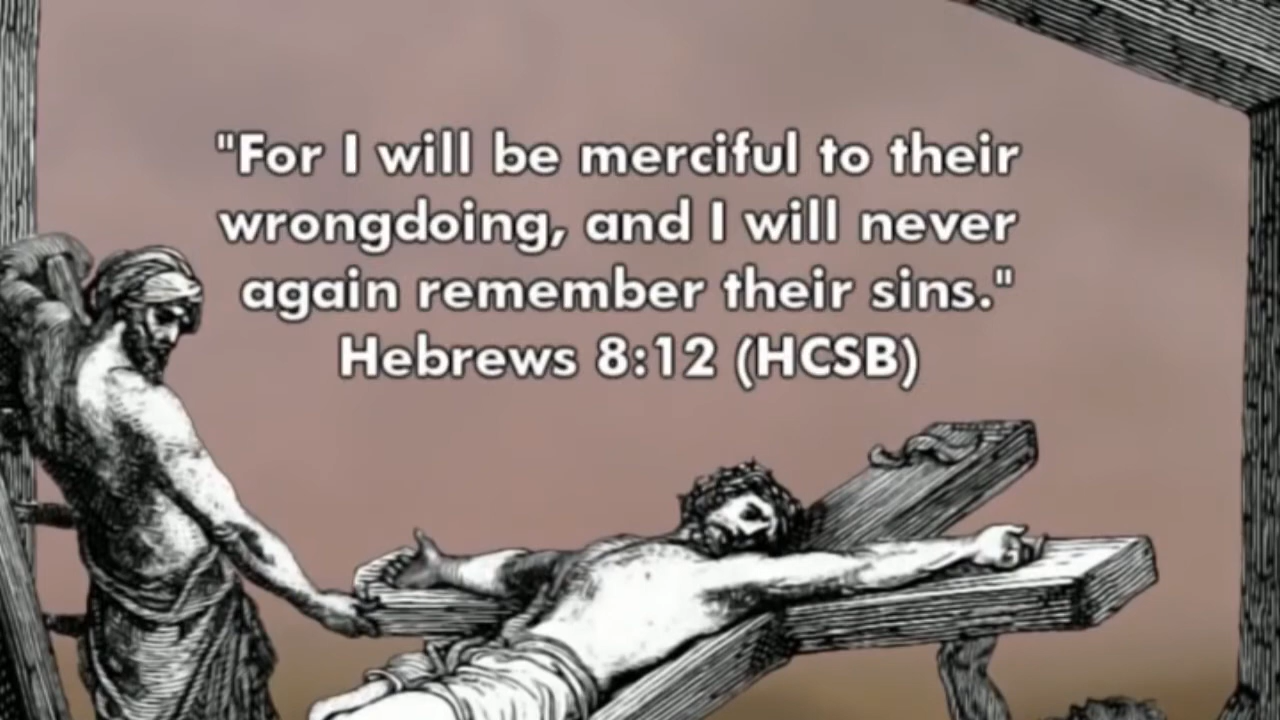 "For I will be merciful to their
wrongdoing, and I will never
again remember their sins."
Hebrews 8:12 (HCSB)